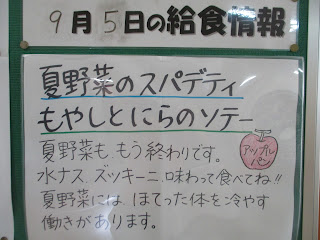 9月5日の給食情報
夏野菜のスパデティ
もやしとにらのソテー
アップル
パン
夏野菜も、もう終わりです。
水ナス、ズッキーニ、味わって食べてね!!
夏野菜には、ほてった体を冷やす
働きがあります。